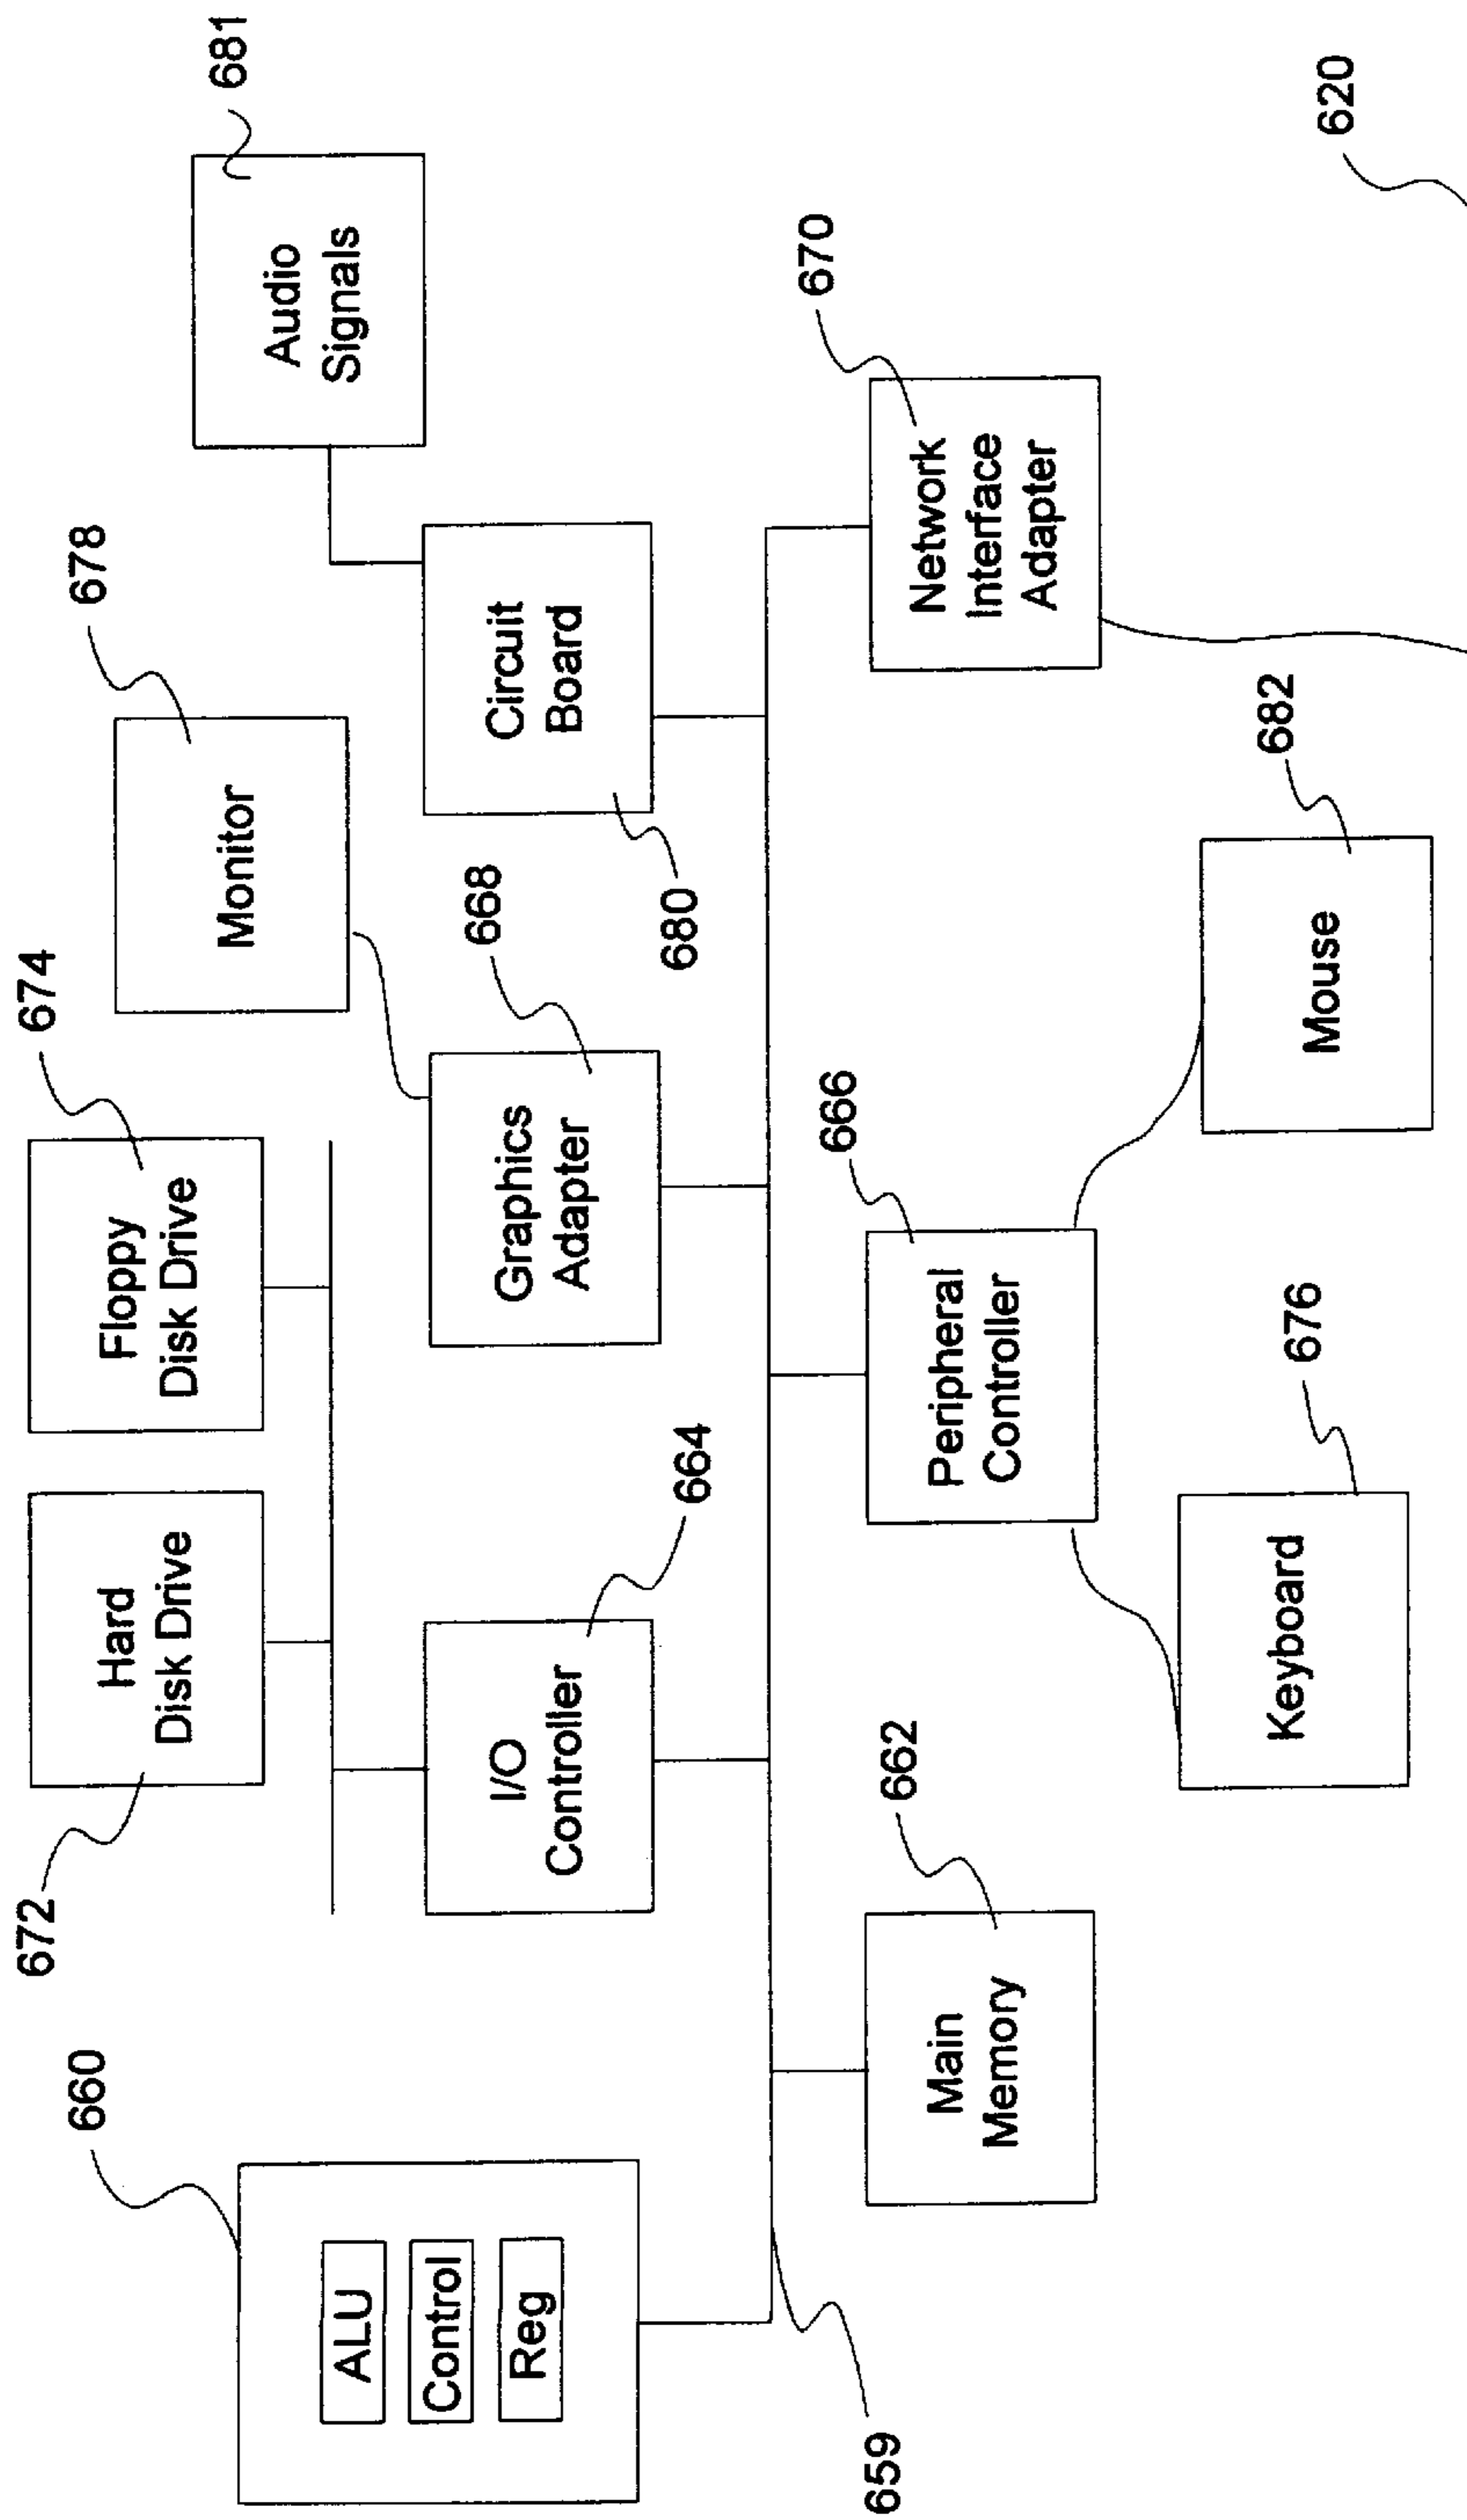 672
674
678
681
660
Hard
Disk Drive
Floppy
Disk Drive
Monitor
Audio
Signals
ALU
Control
Reg
I/O
Controller
664
Graphics
Adapter
668
Circuit
Board
680
659
Main
Memory
662
Peripheral
Controller
666
Network
Interface
Adapter
670
Keyboard
676
Mouse
682
620